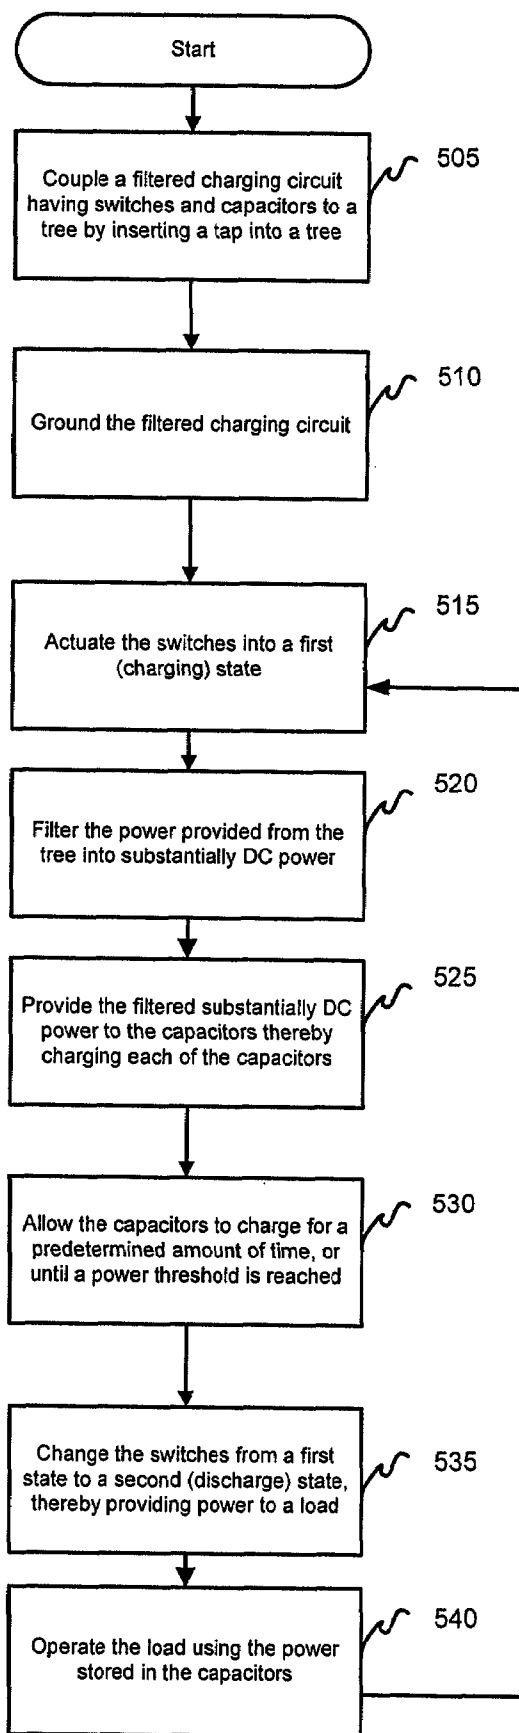 Start
505
Couple a filtered charging circuit
having switches and capacitors to a
tree by inserting a tap into a tree
510
Ground the filtered charging circuit
515
Actuate the switches into a first
(charging) state
520
Filter the power provided from the
tree into substantially DC power
525
Provide the filtered substantially DC
power to the capacitors thereby
charging each of the capacitors
530
Allow the capacitors to charge for a
predetermined amount of time, or
until a power threshold is reached
535
Change the switches from a first
state to a second (discharge) state,
thereby providing power to a load
540
Operate the load using the power
stored in the capacitors